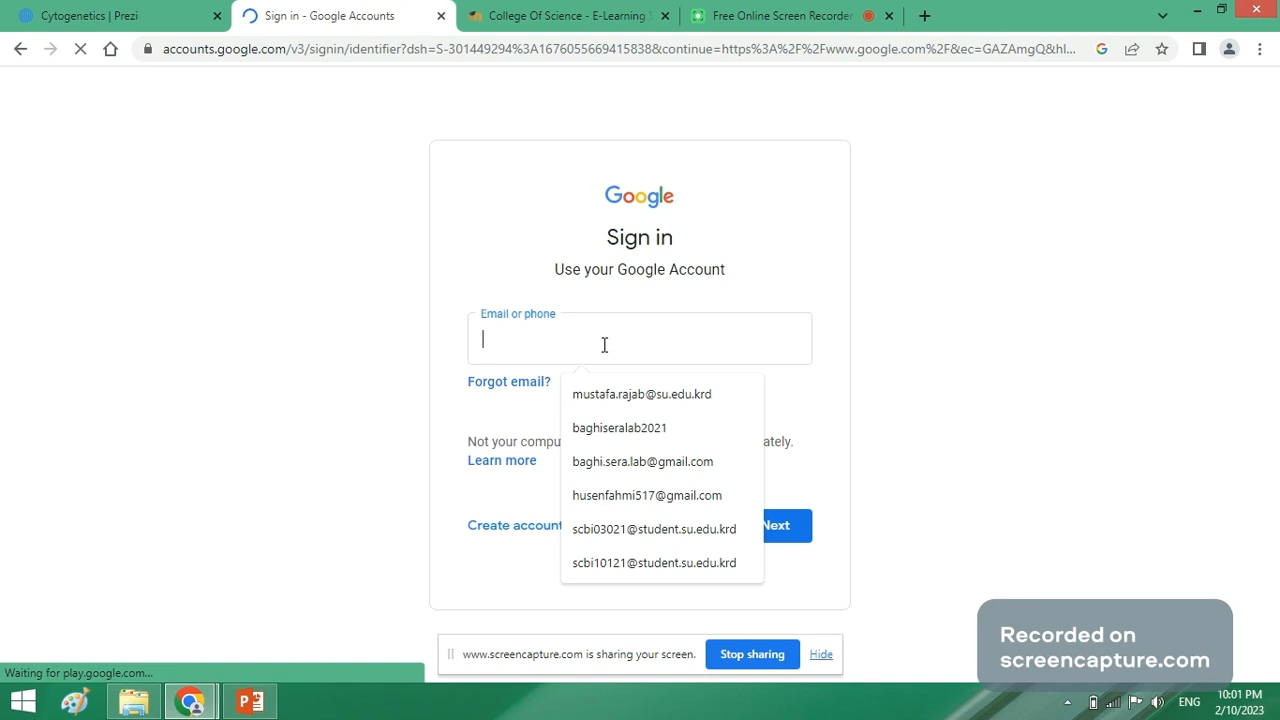 Cytogenetics | Prezi
Sign in - Google Accounts
College Of Science - E-Learning S
Free Online Screen Recorder
accounts.google.com/v3/signin/identifier?dsh=S-301449294%3A1676055669415838&continue=https%3A%2F%2Fwww.google.com%2F&ec=GAZAmgQ&hl...
Google
Sign in
Use your Google Account
Email or phone
Forgot email?
mustafa.rajab@su.edu.krd
baghiseralab2021
Not your compu
ately.
Learn more
baghi.sera.lab@gmail.com
husenfahmi517@gmail.com
Create account
scbi03021@student.su.edu.krd
Next
scbi10121@student.su.edu.krd
www.screencapture.com is sharing your screen.
Stop sharing
Hide
Recorded on
screencapture.com
Waiting for play.google.com...
ENG
10:01 PM
2/10/2023